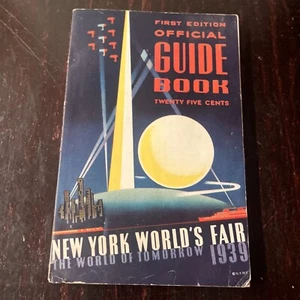 FIRST EDITION
OFFICIAL
GUIDE
BOOK
TWENTY FIVE CENTS
NEW YORK WORLD'S FAIR
THE WORLD OF TOMORROW 1939